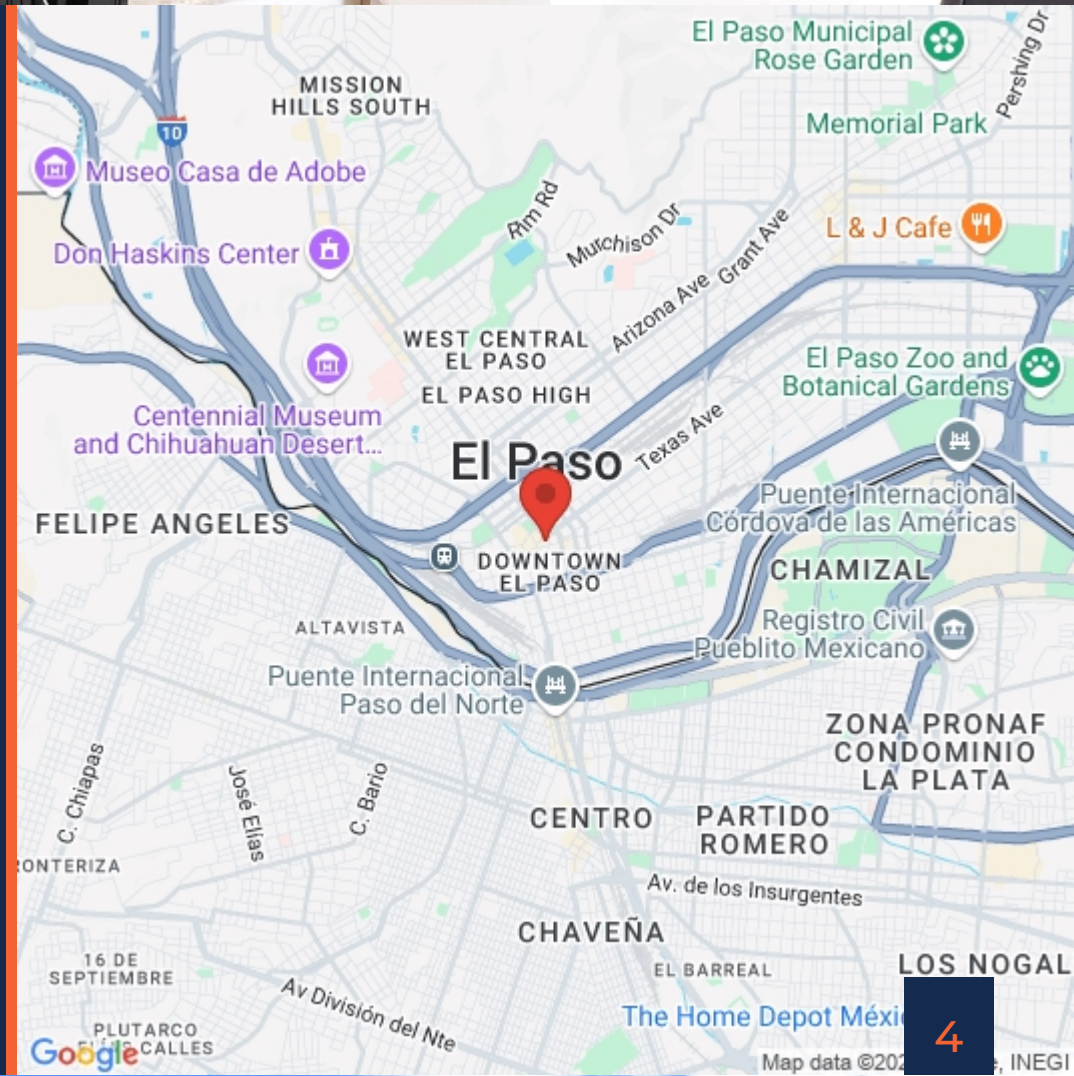 El Paso Municipal
Rose Garden
Pershing Dr
MISSION
HILLS SOUTH
10
Memorial Park
Museo Casa de Adobe
Rim Rd
Murchison Dr
Grant Ave
L & J Cafe
Don Haskins Center
Arizona Ave
WEST CENTRAL
EL PASO
EL PASO HIGH
El Paso Zoo and
Botanical Gardens
Centennial Museum
and Chihuahuan Desert...
Texas Ave
El Paso
Puente Internacional
Córdova de las Américas
FELIPE ANGELES
DOWNTOWN
EL PASO
CHAMIZAL
ALTAVISTA
Registro Civil
Pueblito Mexicano
Puente Internacional
Paso del Norte
ZONA PRONAF
CONDOMINIO
LA PLATA
C. Chiapas
José Elías
C. Bario
CENTRO
PARTIDO
ROMERO
RONTERIZA
Av. de los Insurgentes
CHAVEÑA
16 DE
SEPTIEMBRE
EL BARREAL
LOS NOGAL
Av División del Nte
The Home Depot Méxi
PLUTARCO
CALLES
Google
4
Map data ©202
, INEGI